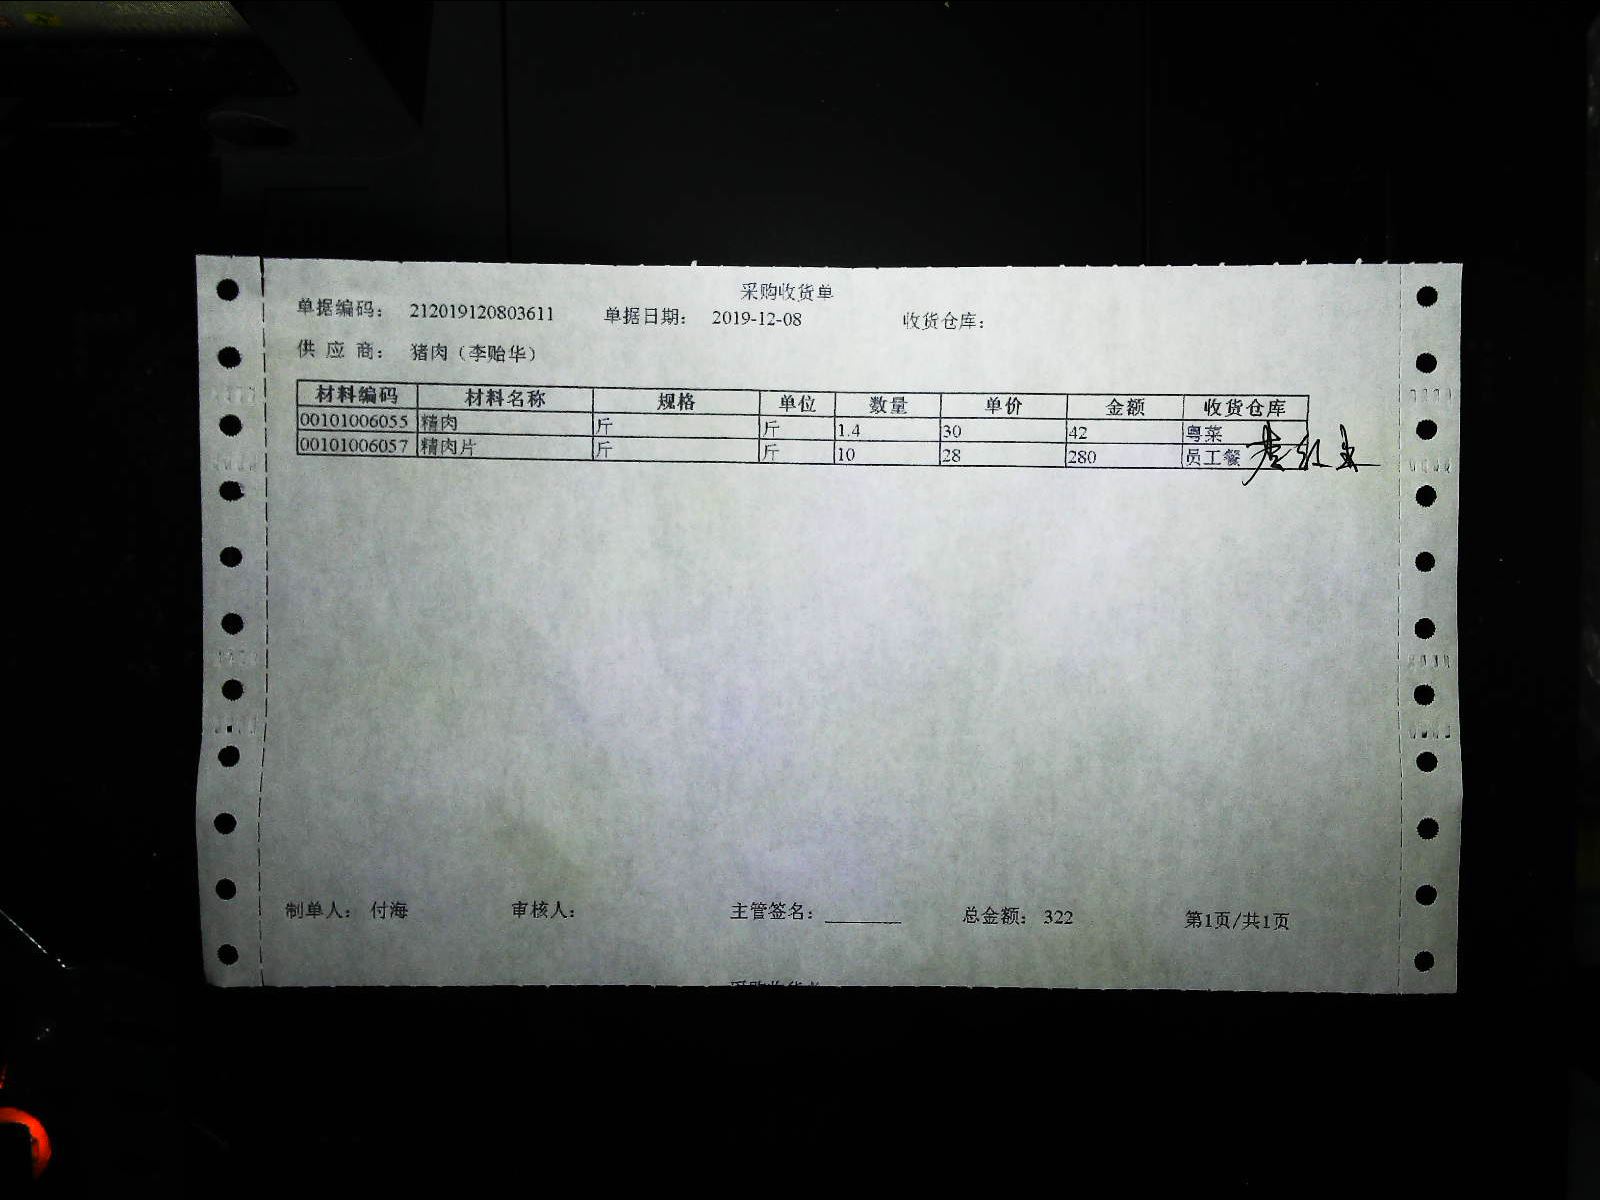 采购收货单
单据编码： 212019120803611 单据日期： 2019-12-08 收货仓库：
供 应 商： 猪肉（李贻华）
材料编码 材料名称 规格 单位 数量 单价 金额 收货仓库
00101006055 精肉 斤 斤 1.4 30 42 粤菜
00101006057 精肉片 斤 斤 10 28 280 员工餐
制单人： 付海 审核人： 主管签名： 总金额： 322 第1页/共1页